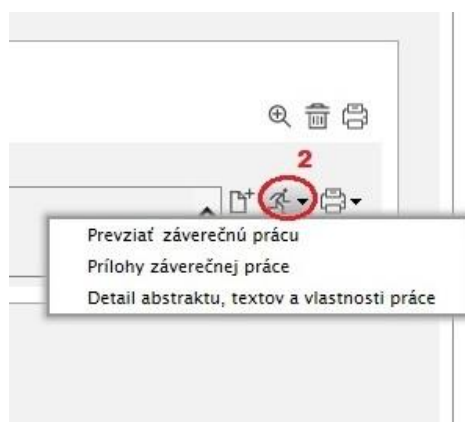 2
Prevziať záverečnú prácu
Prílohy záverečnej práce
Detail abstraktu, textov a vlastnosti práce